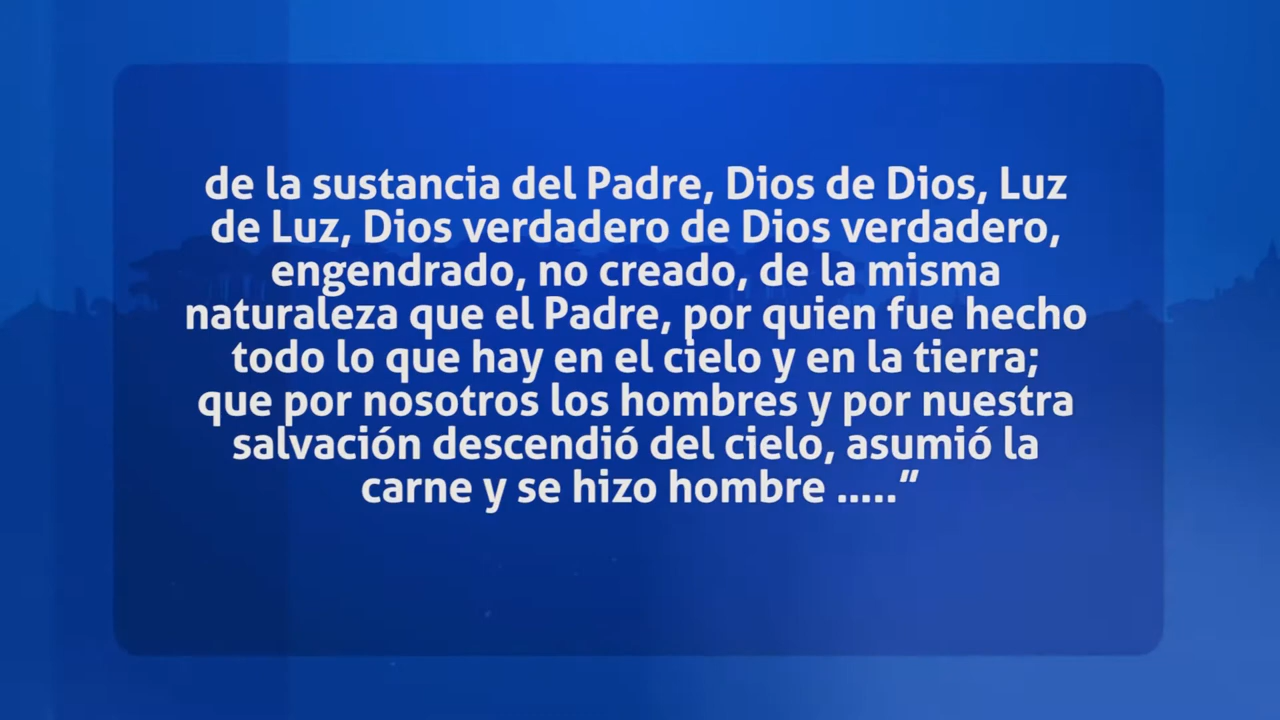 de la sustancia del Padre, Dios de Dios, Luz
de Luz, Dios verdadero de Dios verdadero,
engendrado, no creado, de la misma
naturaleza que el Padre, por quien fue hecho
todo lo que hay en el cielo y en la tierra;
que por nosotros los hombres y por nuestra
salvación descendió del cielo, asumió la
carne y se hizo hombre .....”